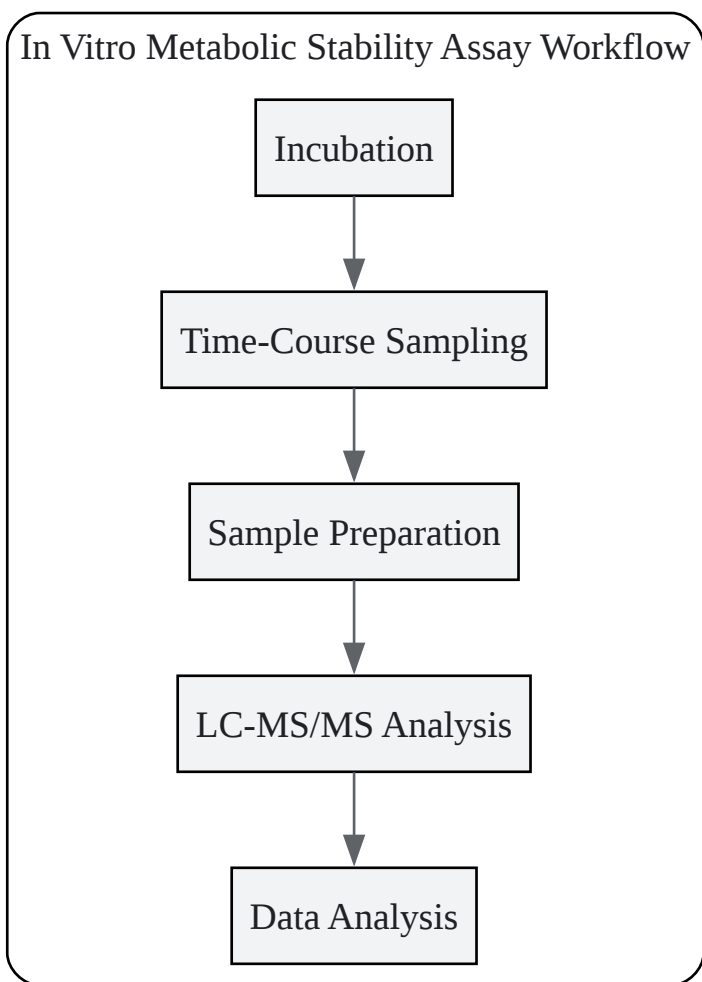 In Vitro Metabolic Stability Assay Workflow
Incubation
Time-Course Sampling
Sample Preparation
LC-MS/MS Analysis
Data Analysis